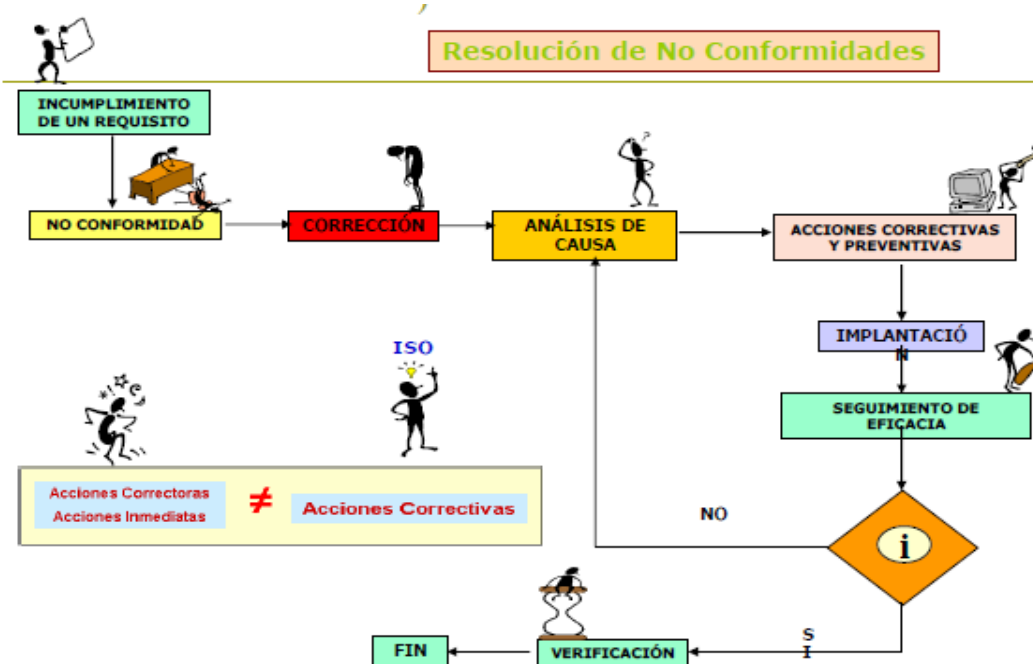 Resolución de No Conformidades
INCUMPLIMIENTO
DE UN REQUISITO
NO CONFORMIDAD
CORRECCIÓN
ANÁLISIS DE
CAUSA
ACCIONES CORRECTIVAS
Y PREVENTIVAS
IMPLANTACIÓ
N
SEGUIMIENTO DE
EFICACIA
ISO
Acciones Correctoras
Acciones Inmediatas
≠
Acciones Correctivas
NO
i
S
I
VERIFICACIÓN
FIN